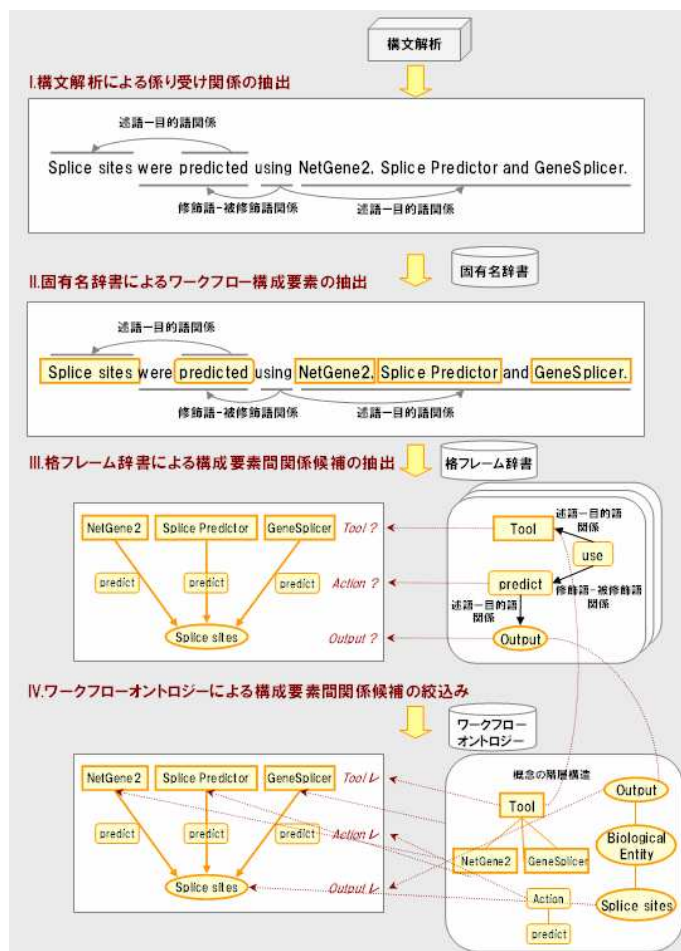 構文解析
I.構文解析による係り受け関係の抽出
述語ー目的語関係
Splice sites were predicted using NetGene2, Splice Predictor and GeneSplicer.
修飾語-被修飾語関係
述語ー目的語関係
固有名辞書
II.固有名辞書によるワークフロー構成要素の抽出
述語ー目的語関係
Splice sites were predicted using NetGene2, Splice Predictor and GeneSplicer.
修飾語-被修飾語関係
述語ー目的語関係
III.格フレーム辞書による構成要素間関係候補の抽出
格フレーム辞書
NetGene2 Splice Predictor GeneSplicer Tool ?
predict predict predict Action ?
Splice sites Output ?
述語ー目的語
関係
Tool
use
predict
述語ー目的語
関係
修飾語-被修飾語
関係
Output
IV.ワークフローオントロジーによる構成要素間関係候補の絞込み
ワークフロー
オントロジー
NetGene2 Splice Predictor GeneSplicer Tool レ
predict predict predict Action レ
Splice sites Output レ
概念の階層構造
Tool
Output
NetGene2 GeneSplicer
Biological
Entity
Action
Splice sites
predict